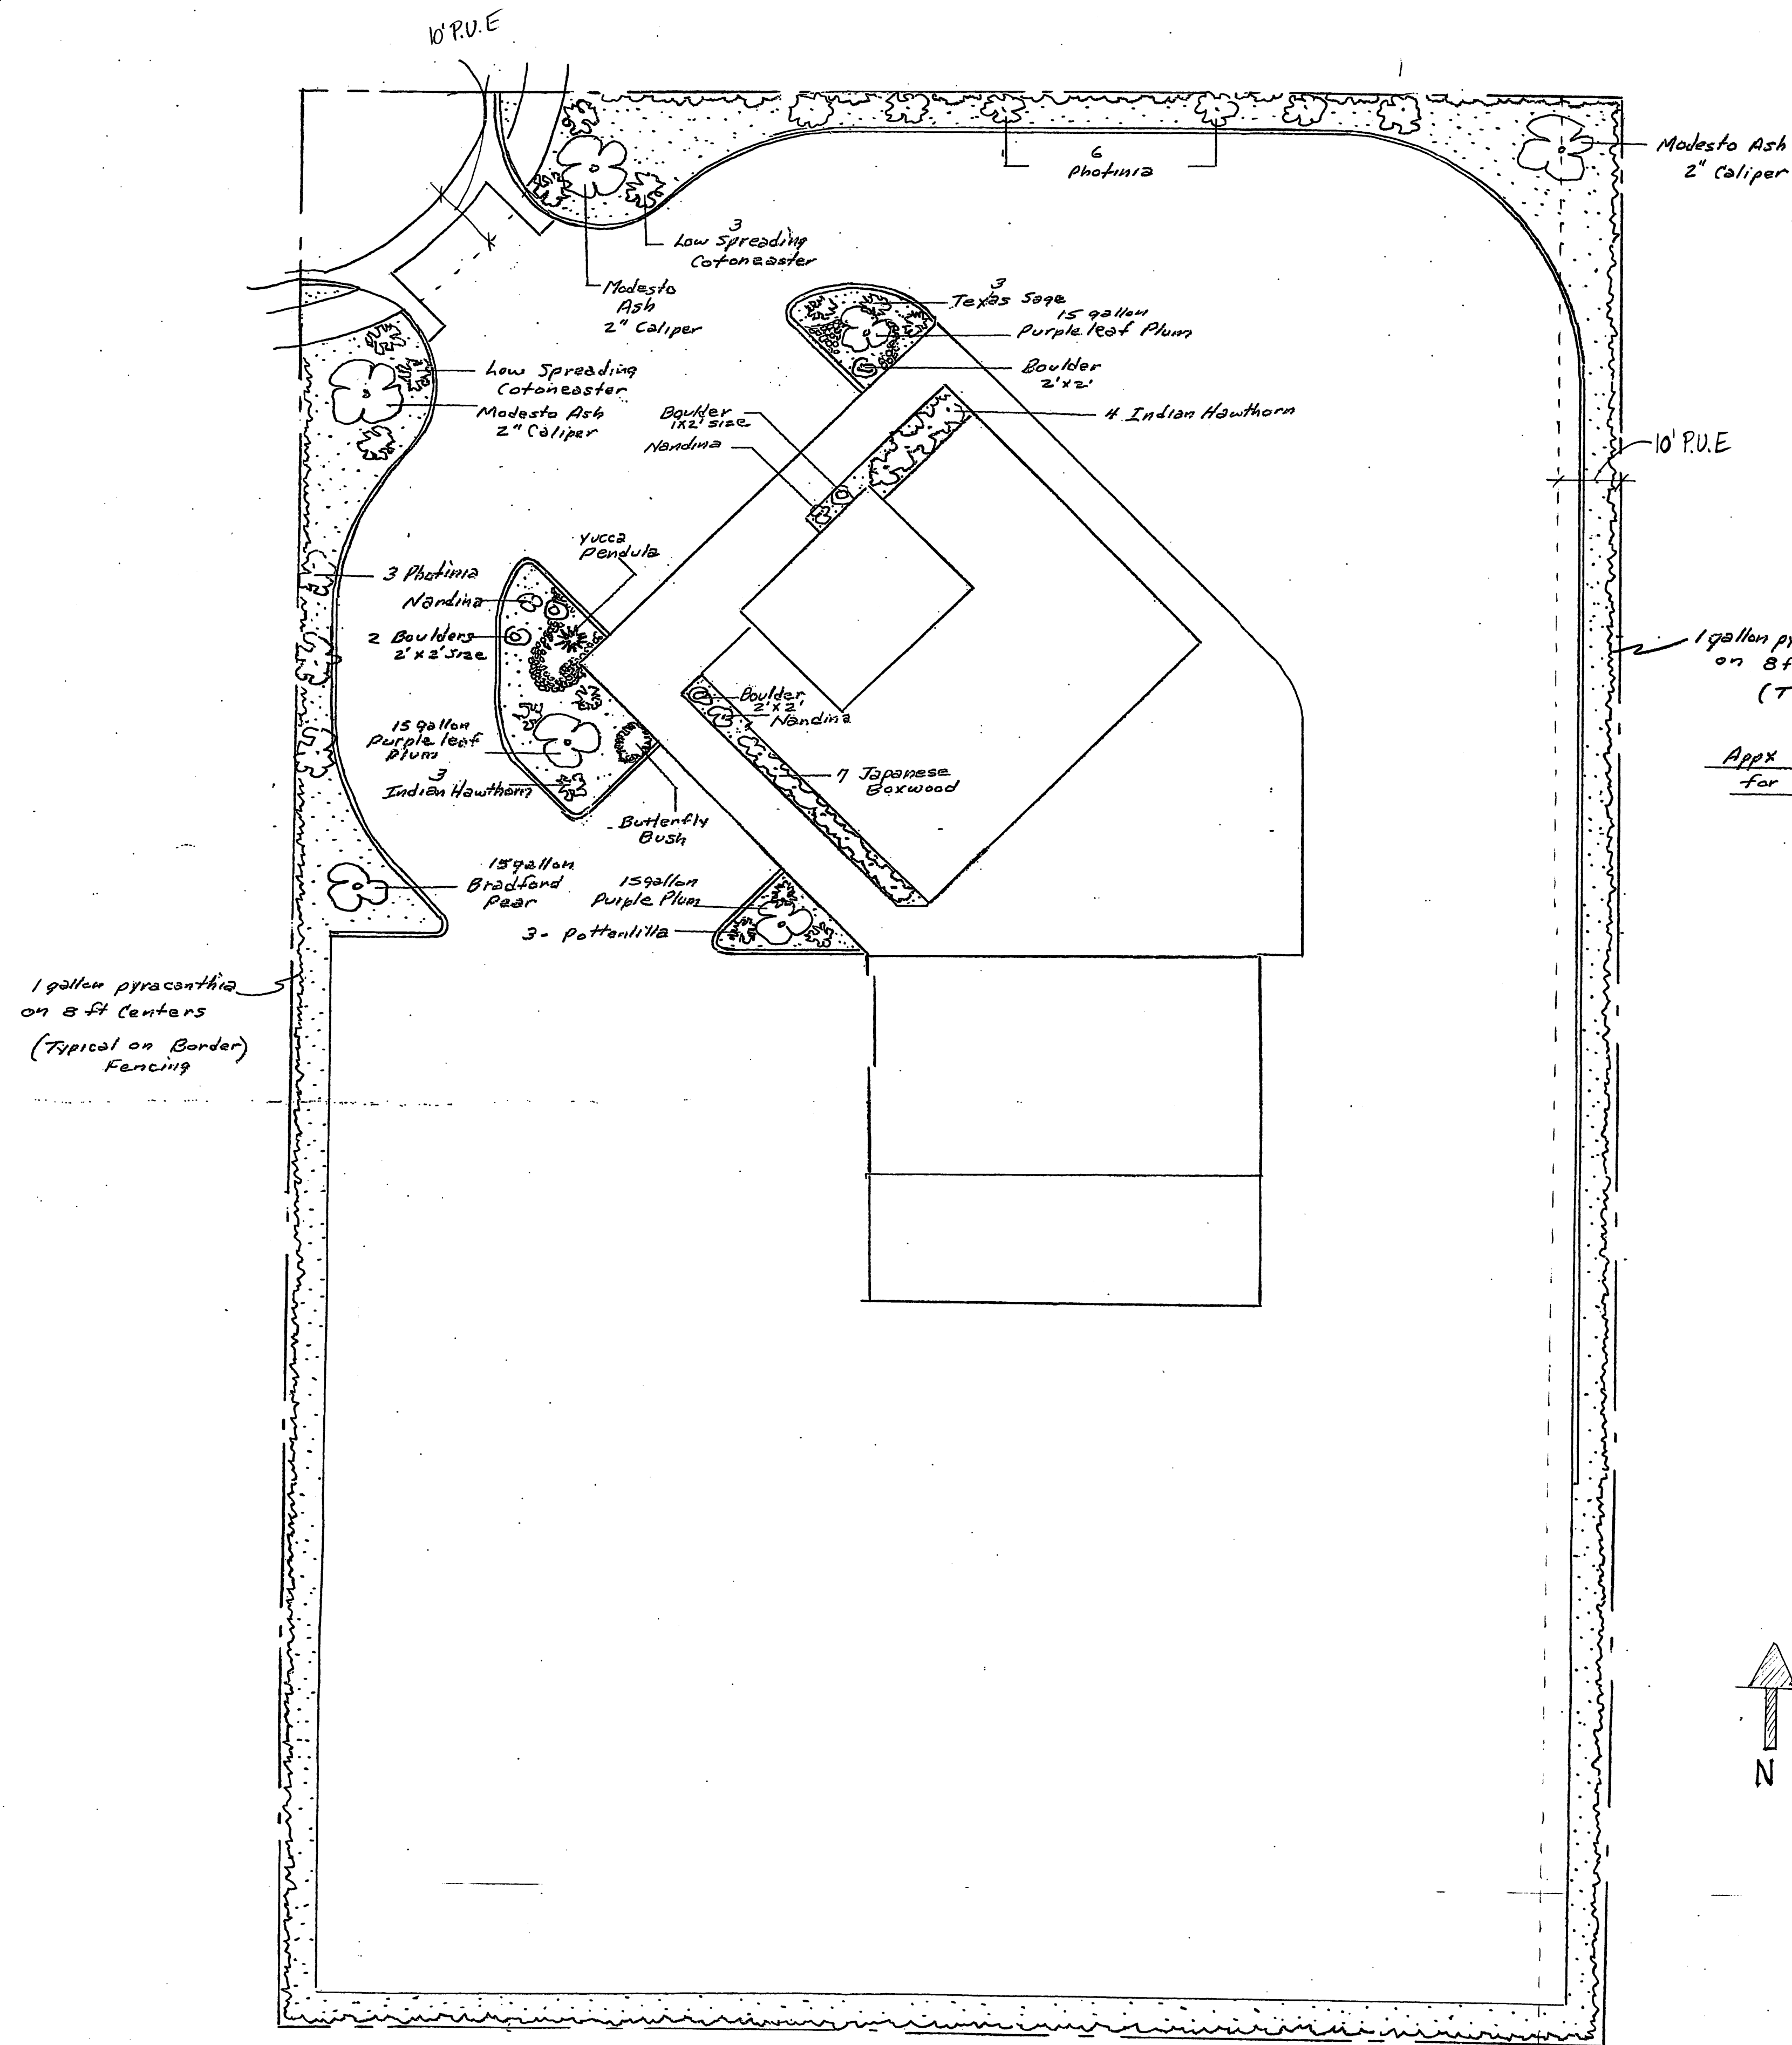 10' P.U.E
Modesto Ash
2" Caliper
6
Photinia
3
Low Spreading
Cotoneaster
Modesto
Ash
2" Caliper
3
Texas Sage
15 gallon
Purple leaf Plum
Boulder
2'x2'
Low Spreading
Cotoneaster
Modesto Ash
2" Caliper
Boulder
1x2' size
Nandina
4 Indian Hawthorn
10' P.U.E
Yucca
Pendula
3 Photinia
Nandina
2 Boulders
2' x 2' size
1 gallon py
on 8 f
(T
Boulder
2'x2'
Nandina
15 gallon
Purple leaf
Plum
3
Indian Hawthorn
7 Japanese
Boxwood
Appx
for
Butterfly
Bush
15 gallon
Bradford
Pear
15 gallon
Purple Plum
3- Pottentilla
1 gallon pyracanthia
on 8 ft Centers
(Typical on Border)
Fencing
N